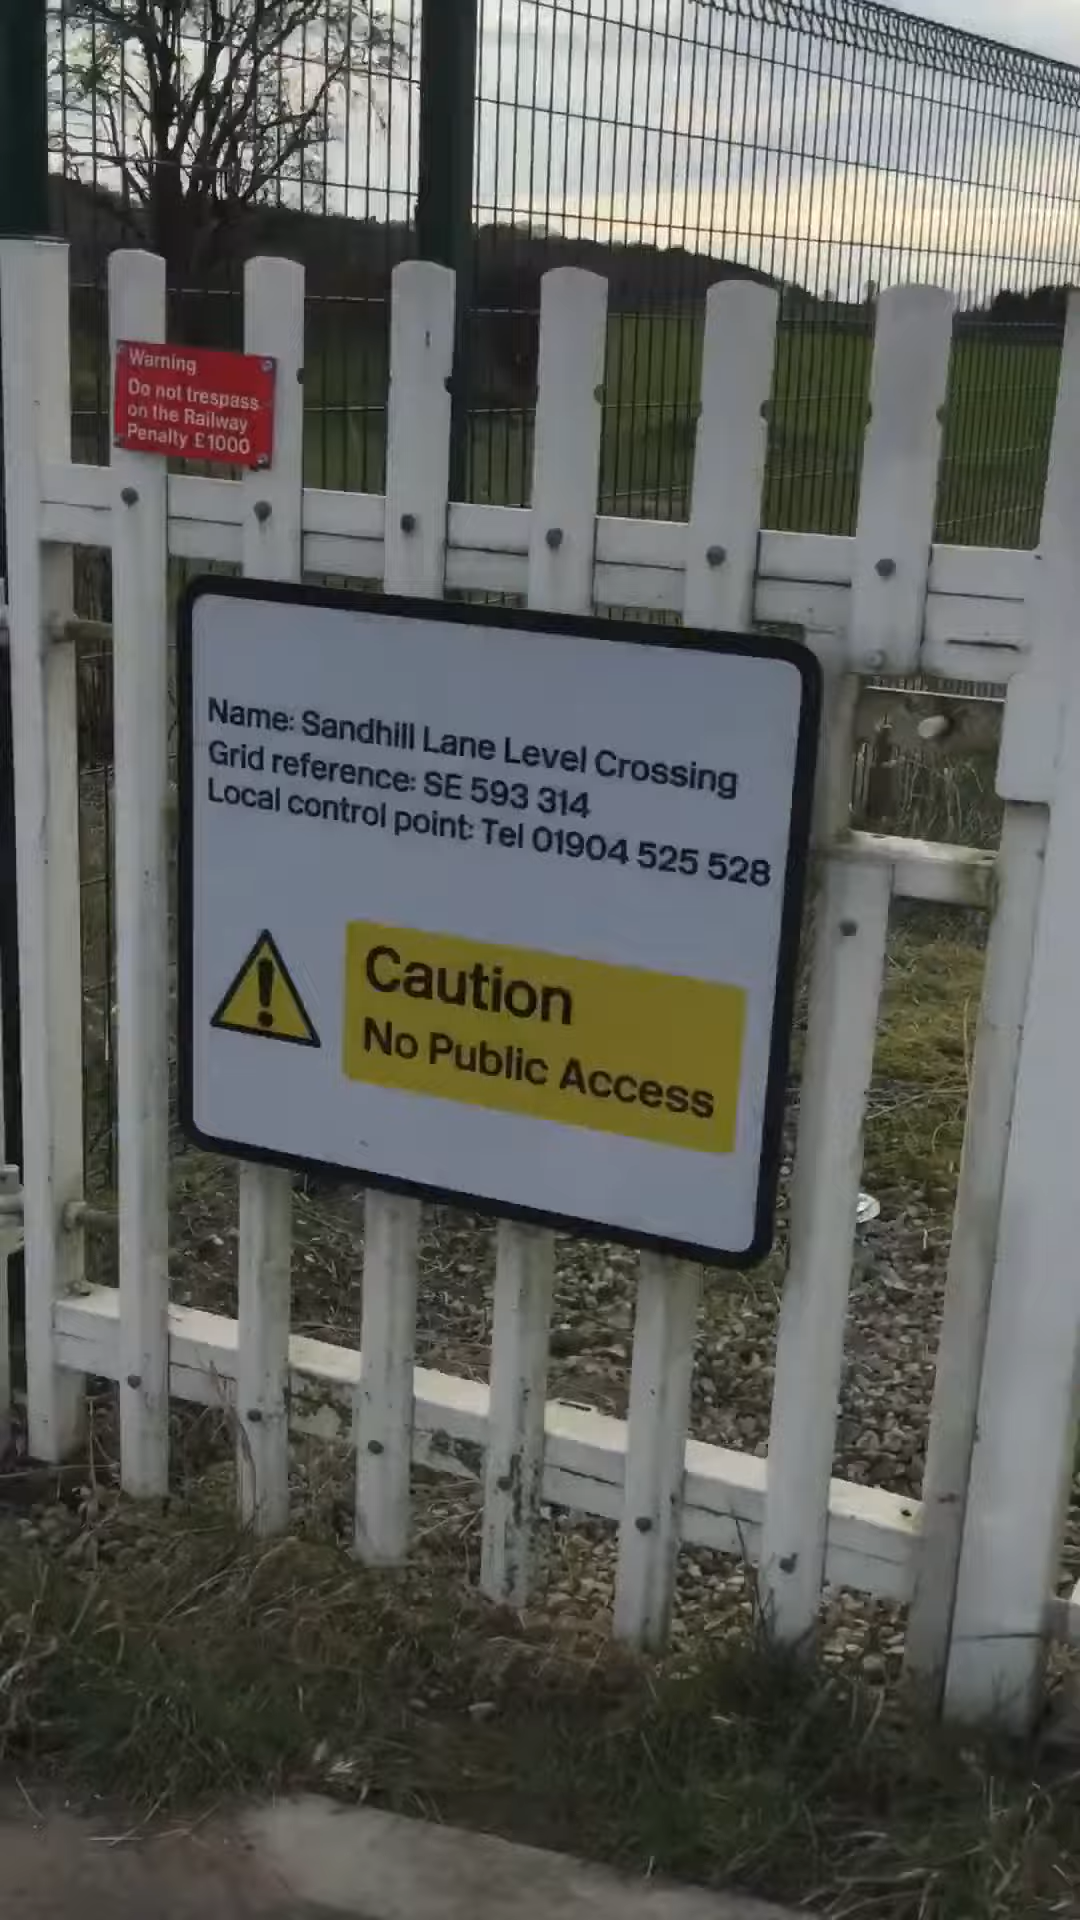 Warning
Do not trespass
on the Railway
Penalty £1000
Name: Sandhill Lane Level Crossing
Grid reference: SE 593 314
Local control point: Tel 01904 525 528
Caution
No Public Access